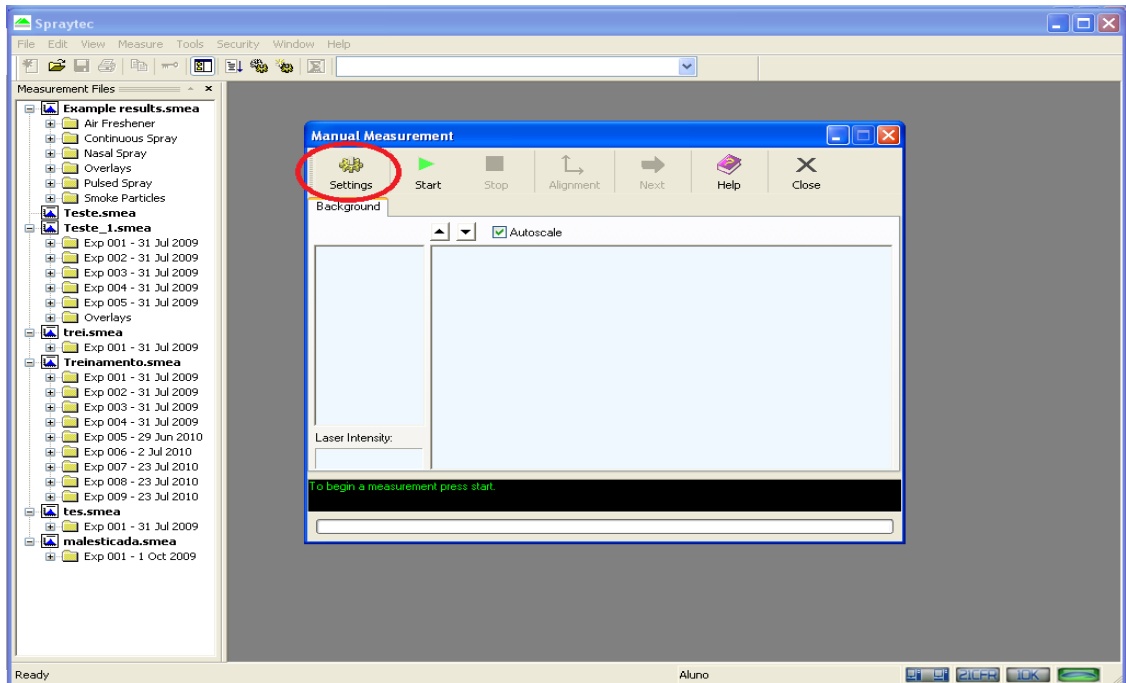 Spraytec
File Edit View Measure Tools Security Window Help
Measurement Files
Example results.smea
Air Freshener
Continuous Spray
Nasal Spray
Overlays
Pulsed Spray
Smoke Particles
Teste.smea
Teste_1.smea
Exp 001 - 31 Jul 2009
Exp 002 - 31 Jul 2009
Exp 003 - 31 Jul 2009
Exp 004 - 31 Jul 2009
Exp 005 - 31 Jul 2009
Overlays
trei.smea
Exp 001 - 31 Jul 2009
Treinamento.smea
Exp 001 - 31 Jul 2009
Exp 002 - 31 Jul 2009
Exp 003 - 31 Jul 2009
Exp 004 - 31 Jul 2009
Exp 005 - 29 Jun 2010
Exp 006 - 2 Jul 2010
Exp 007 - 23 Jul 2010
Exp 008 - 23 Jul 2010
Exp 009 - 23 Jul 2010
tes.smea
Exp 001 - 31 Jul 2009
malesticada.smea
Exp 001 - 1 Oct 2009
Manual Measurement
Settings Start Stop Alignment Next Help Close
Background
Autoscale
Laser Intensity:
To begin a measurement press start.
Ready Aluno 21CFR 10K